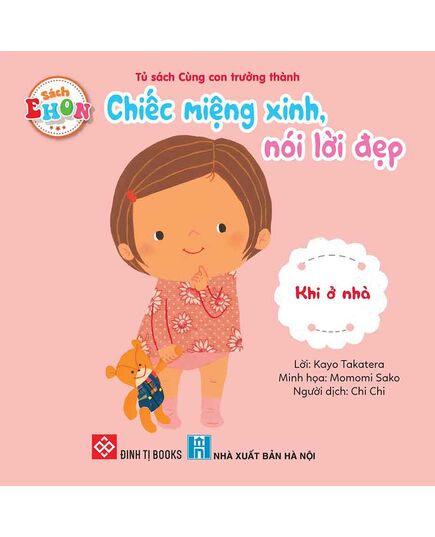 Tủ sách Cùng con trưởng thành
Sách
EHON
Chiếc miệng xinh,
nói lời đẹp
Khi ở nhà
Lời: Kayo Takatera
Minh họa: Momomi Sako
Người dịch: Chi Chi
ĐINH TỊ BOOKS
NHÀ XUẤT BẢN HÀ NỘI